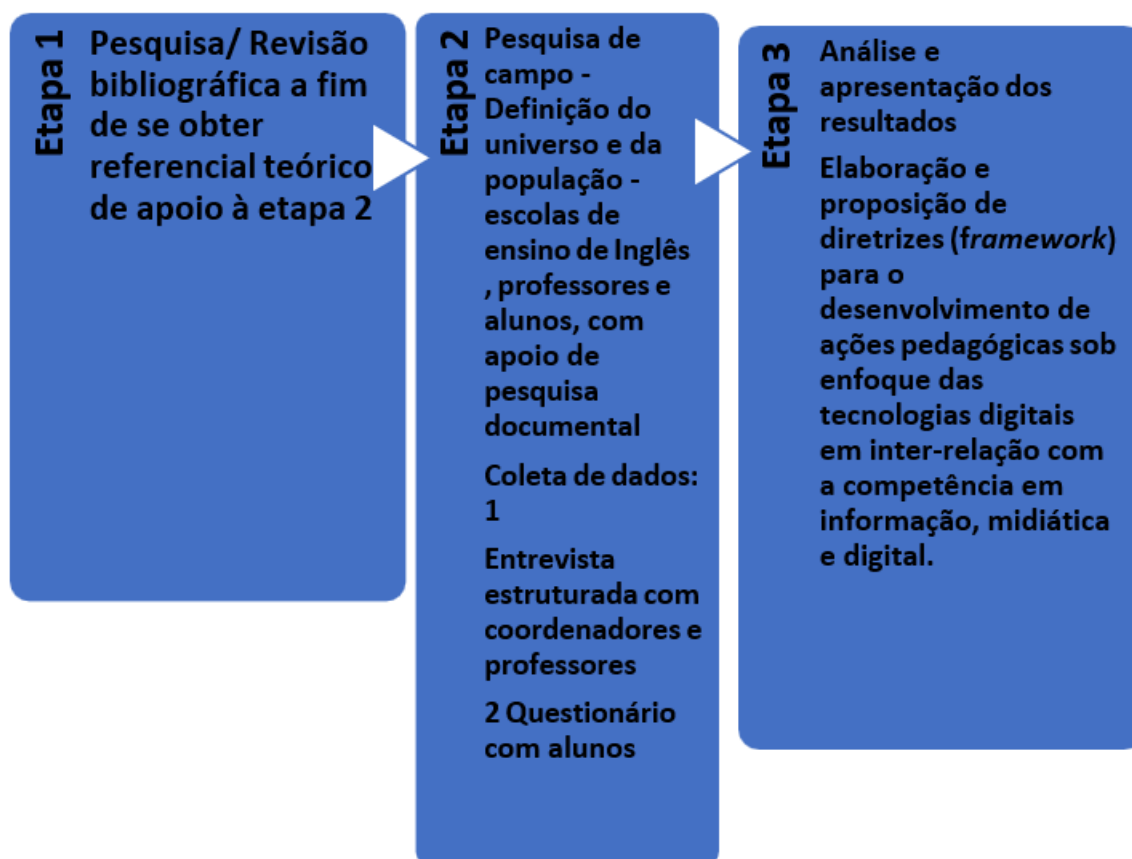 Etapa 1
Pesquisa/ Revisão
bibliográfica a fim
de se obter
referencial teórico
de apoio à etapa 2
Etapa 2
Pesquisa de
campo -
Definição do
universo e da
população -
escolas de
ensino de Inglês
, professores e
alunos, com
apoio de
pesquisa
documental
Coleta de dados:
1
Entrevista
estruturada com
coordenadores e
professores
2 Questionário
com alunos
Etapa 3
Análise e
apresentação dos
resultados
Elaboração e
proposição de
diretrizes (framework)
para o
desenvolvimento de
ações pedagógicas sob
enfoque das
tecnologias digitais
em inter-relação com
a competência em
informação, midiática
e digital.